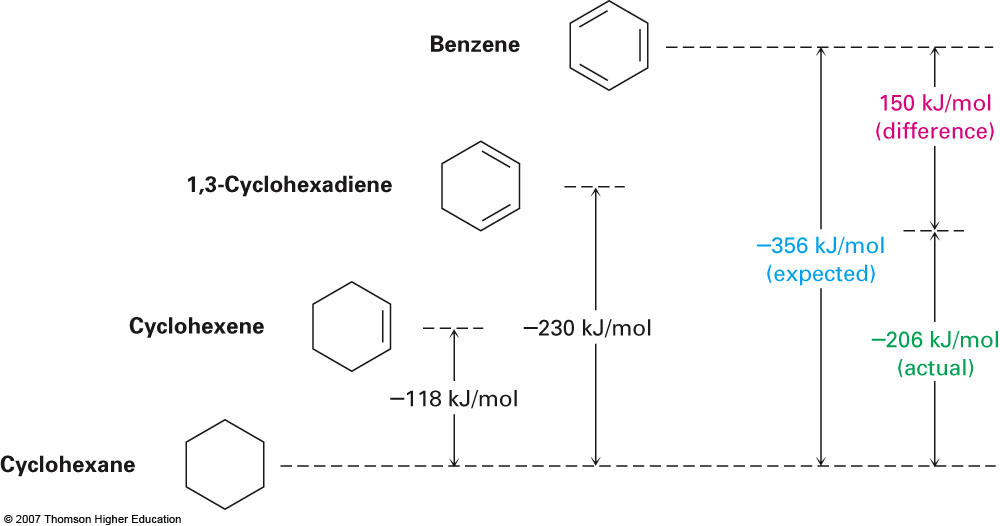 Benzene
150 kJ/mol
(difference)
1,3-Cyclohexadiene
−356 kJ/mol
(expected)
Cyclohexene
−230 kJ/mol
−206 kJ/mol
(actual)
−118 kJ/mol
Cyclohexane
© 2007 Thomson Higher Education